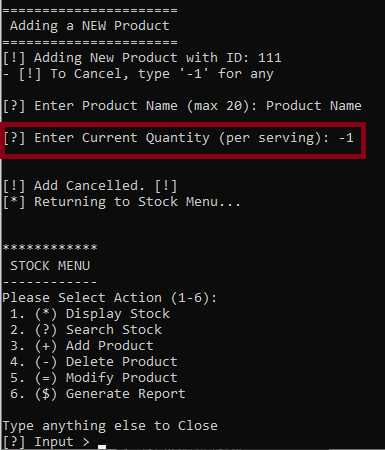 ======================
Adding a NEW Product
======================
[!] Adding New Product with ID: 111
- [!] To Cancel, type '-1' for any
[?] Enter Product Name (max 20): Product Name
[?] Enter Current Quantity (per serving): -1
[!] Add Cancelled. [!]
[*] Returning to Stock Menu...
************
STOCK MENU
------------
Please Select Action (1-6):
1. (*) Display Stock
2. (?) Search Stock
3. (+) Add Product
4. (-) Delete Product
5. (=) Modify Product
6. ($) Generate Report
Type anything else to Close
[?] Input > _